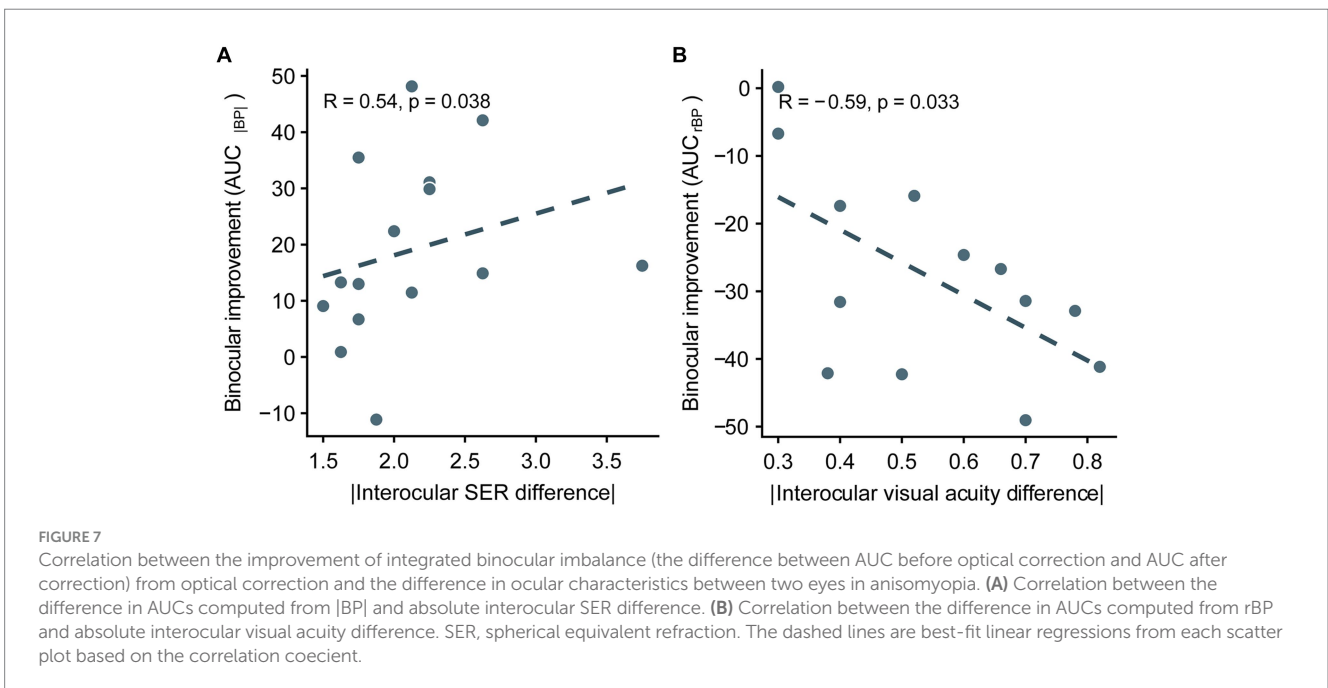 A
B
R = 0.54, p = 0.038
R = −0.59, p = 0.033
Binocular improvement (AUC |BP| )
50
40
30
20
10
0
−10
1.5 2.0 2.5 3.0 3.5
|Interocular SER difference|
Binocular improvement (AUCrBP )
0
−10
−20
−30
−40
−50
0.3 0.4 0.5 0.6 0.7 0.8
|Interocular visual acuity difference|
FIGURE 7
Correlation between the improvement of integrated binocular imbalance (the difference between AUC before optical correction and AUC after
correction) from optical correction and the difference in ocular characteristics between two eyes in anisomyopia. (A) Correlation between the
difference in AUCs computed from |BP| and absolute interocular SER difference. (B) Correlation between the difference in AUCs computed from rBP
and absolute interocular visual acuity difference. SER, spherical equivalent refraction. The dashed lines are best-fit linear regressions from each scatter
plot based on the correlation coecient.